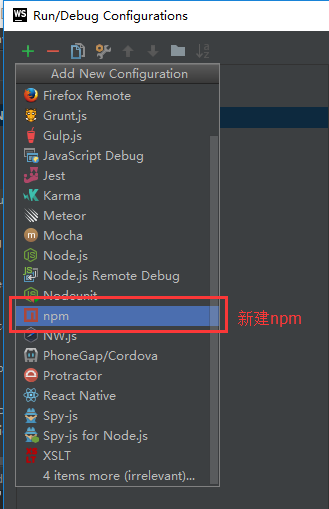 WS Run/Debug Configurations
Add New Configuration
Firefox Remote
Grunt.js
Gulp.js
JavaScript Debug
Jest
Karma
Meteor
Mocha
Node.js
Node.js Remote Debug
Nodeunit
npm
新建npm
NW.js
PhoneGap/Cordova
Protractor
React Native
Spy-js
Spy-js for Node.js
XSLT
4 items more (irrelevant)...